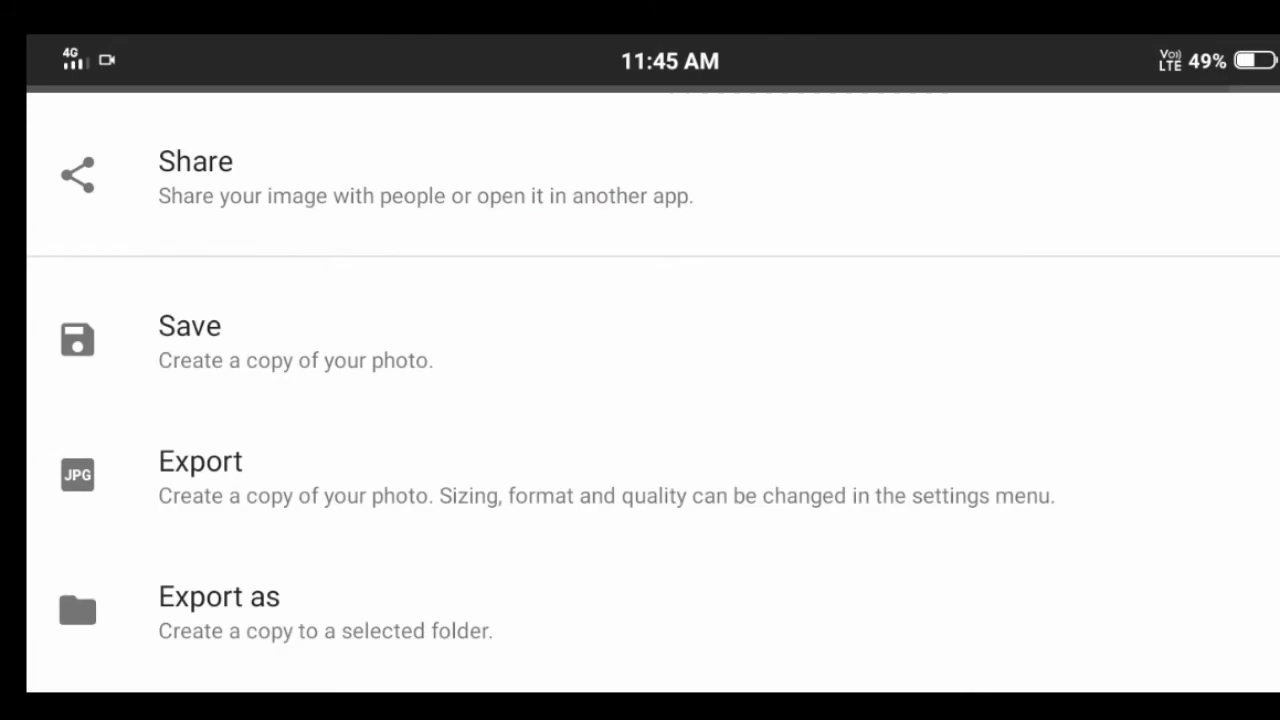 4G 11:45 AM Vo) LTE 49%
Share
Share your image with people or open it in another app.
Save
Create a copy of your photo.
JPG
Export
Create a copy of your photo. Sizing, format and quality can be changed in the settings menu.
Export as
Create a copy to a selected folder.